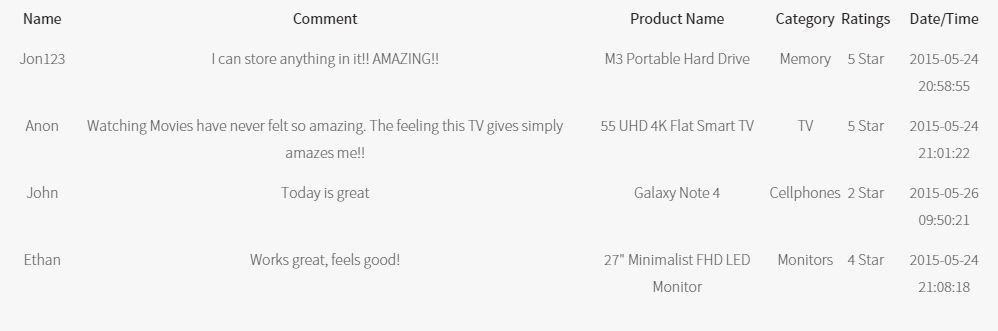 Name Comment Product Name Category Ratings Date/Time
Jon123 I can store anything in it!! AMAZING!! M3 Portable Hard Drive Memory 5 Star 2015-05-24
20:58:55
Anon Watching Movies have never felt so amazing. The feeling this TV gives simply 55 UHD 4K Flat Smart TV TV 5 Star 2015-05-24
amazes me!! 21:01:22
John Today is great Galaxy Note 4 Cellphones 2 Star 2015-05-26
09:50:21
Ethan Works great, feels good! 27" Minimalist FHD LED Monitors 4 Star 2015-05-24
Monitor 21:08:18